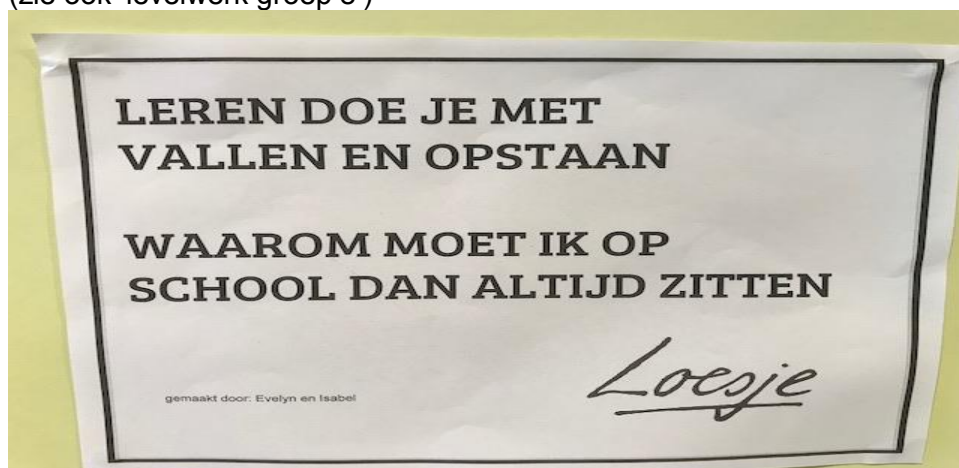 LEREN DOE JE MET
VALLEN EN OPSTAAN
WAAROM MOET IK OP
SCHOOL DAN ALTIJD ZITTEN
Loesje
gemaakt door: Evelyn en Isabel